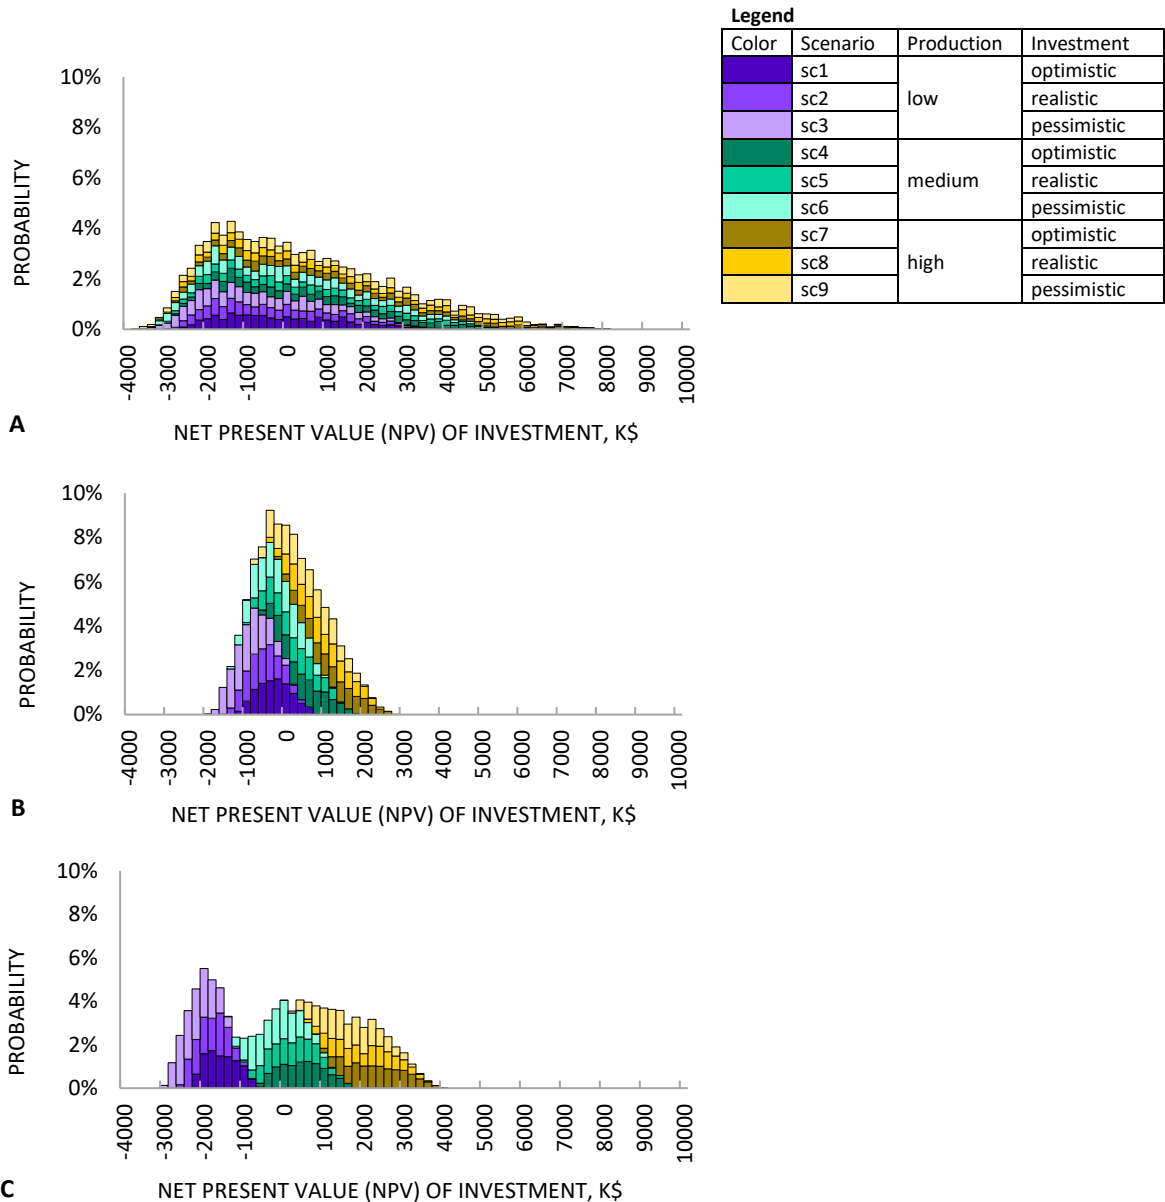 Legend
Color Scenario Production Investment
sc1 optimistic
sc2 low realistic
sc3 pessimistic
sc4 optimistic
sc5 medium realistic
sc6 pessimistic
sc7 optimistic
sc8 high realistic
sc9 pessimistic
10%
8%
6%
4%
2%
0%
PROBABILITY
-4000 -3000 -2000 -1000 0 1000 2000 3000 4000 5000 6000 7000 8000 9000 10000
NET PRESENT VALUE (NPV) OF INVESTMENT, K$
A
10%
8%
6%
4%
2%
0%
PROBABILITY
-4000 -3000 -2000 -1000 0 1000 2000 3000 4000 5000 6000 7000 8000 9000 10000
NET PRESENT VALUE (NPV) OF INVESTMENT, K$
B
10%
8%
6%
4%
2%
0%
PROBABILITY
-4000 -3000 -2000 -1000 0 1000 2000 3000 4000 5000 6000 7000 8000 9000 10000
NET PRESENT VALUE (NPV) OF INVESTMENT, K$
C